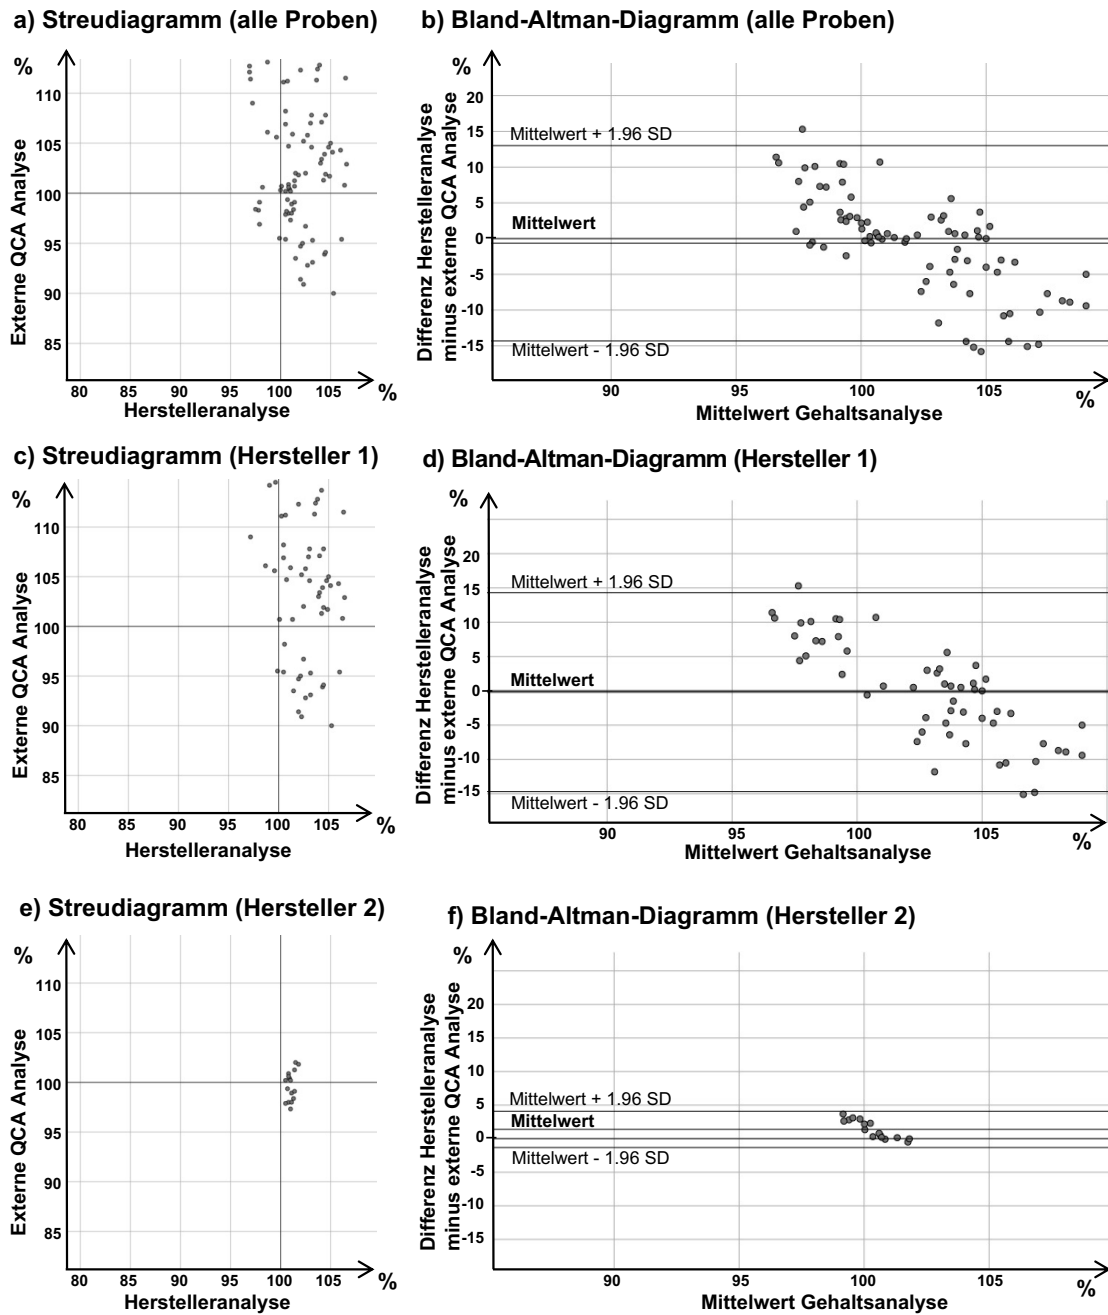 a) Streudiagramm (alle Proben)
%
110
105
100
95
90
85
80 85 90 95 100 105
%
Externe QCA Analyse
Herstelleranalyse
b) Bland-Altman-Diagramm (alle Proben)
%
20
15
10
5
0
-5
-10
-15
Mittelwert + 1.96 SD
Mittelwert
Mittelwert - 1.96 SD
90 95 100 105
%
Differenz Herstelleranalyse
minus externe QCA Analyse
Mittelwert Gehaltsanalyse
c) Streudiagramm (Hersteller 1)
%
110
105
100
95
90
85
80 85 90 95 100 105
%
Externe QCA Analyse
Herstelleranalyse
d) Bland-Altman-Diagramm (Hersteller 1)
%
20
15
10
5
0
-5
-10
-15
Mittelwert + 1.96 SD
Mittelwert
Mittelwert - 1.96 SD
90 95 100 105
%
Differenz Herstelleranalyse
minus externe QCA Analyse
Mittelwert Gehaltsanalyse
e) Streudiagramm (Hersteller 2)
%
110
105
100
95
90
85
80 85 90 95 100 105
%
Externe QCA Analyse
Herstelleranalyse
f) Bland-Altman-Diagramm (Hersteller 2)
%
20
15
10
5
0
-5
-10
-15
Mittelwert + 1.96 SD
Mittelwert
Mittelwert - 1.96 SD
90 95 100 105
%
Differenz Herstelleranalyse
minus externe QCA Analyse
Mittelwert Gehaltsanalyse